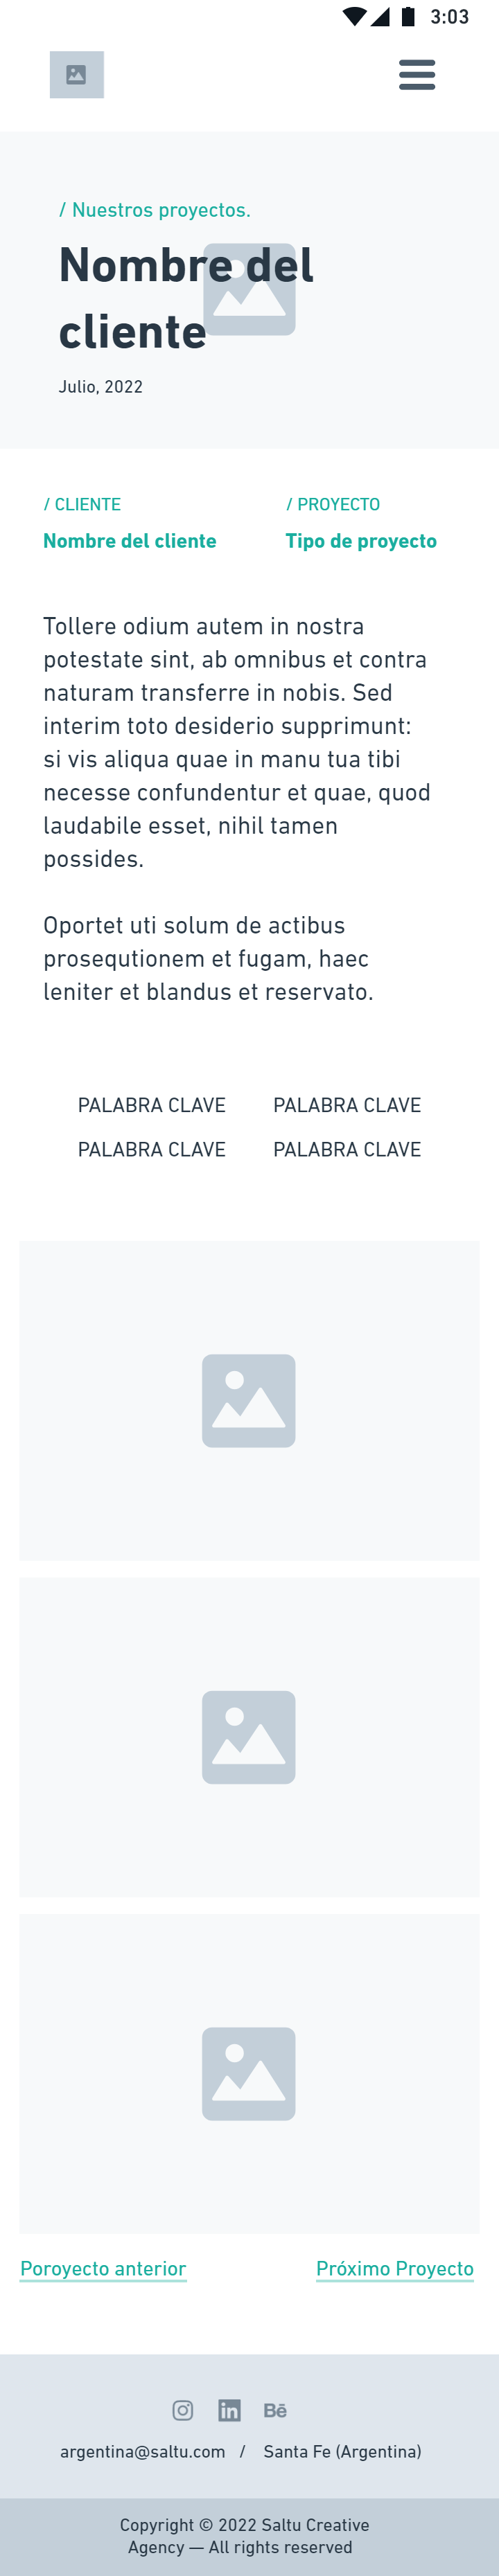 3:03
/ Nuestros proyectos.
Nombre del
cliente
Julio, 2022
/ CLIENTE
Nombre del cliente
/ PROYECTO
Tipo de proyecto
Tollere odium autem in nostra
potestate sint, ab omnibus et contra
naturam transferre in nobis. Sed
interim toto desiderio supprimunt:
si vis aliqua quae in manu tua tibi
necesse confundentur et quae, quod
laudabile esset, nihil tamen
possides.
Oportet uti solum de actibus
prosequtionem et fugam, haec
leniter et blandus et reservato.
PALABRA CLAVE PALABRA CLAVE
PALABRA CLAVE PALABRA CLAVE
Poroyecto anterior Próximo Proyecto
in Bē
argentina@saltu.com / Santa Fe (Argentina)
Copyright © 2022 Saltu Creative
Agency — All rights reserved